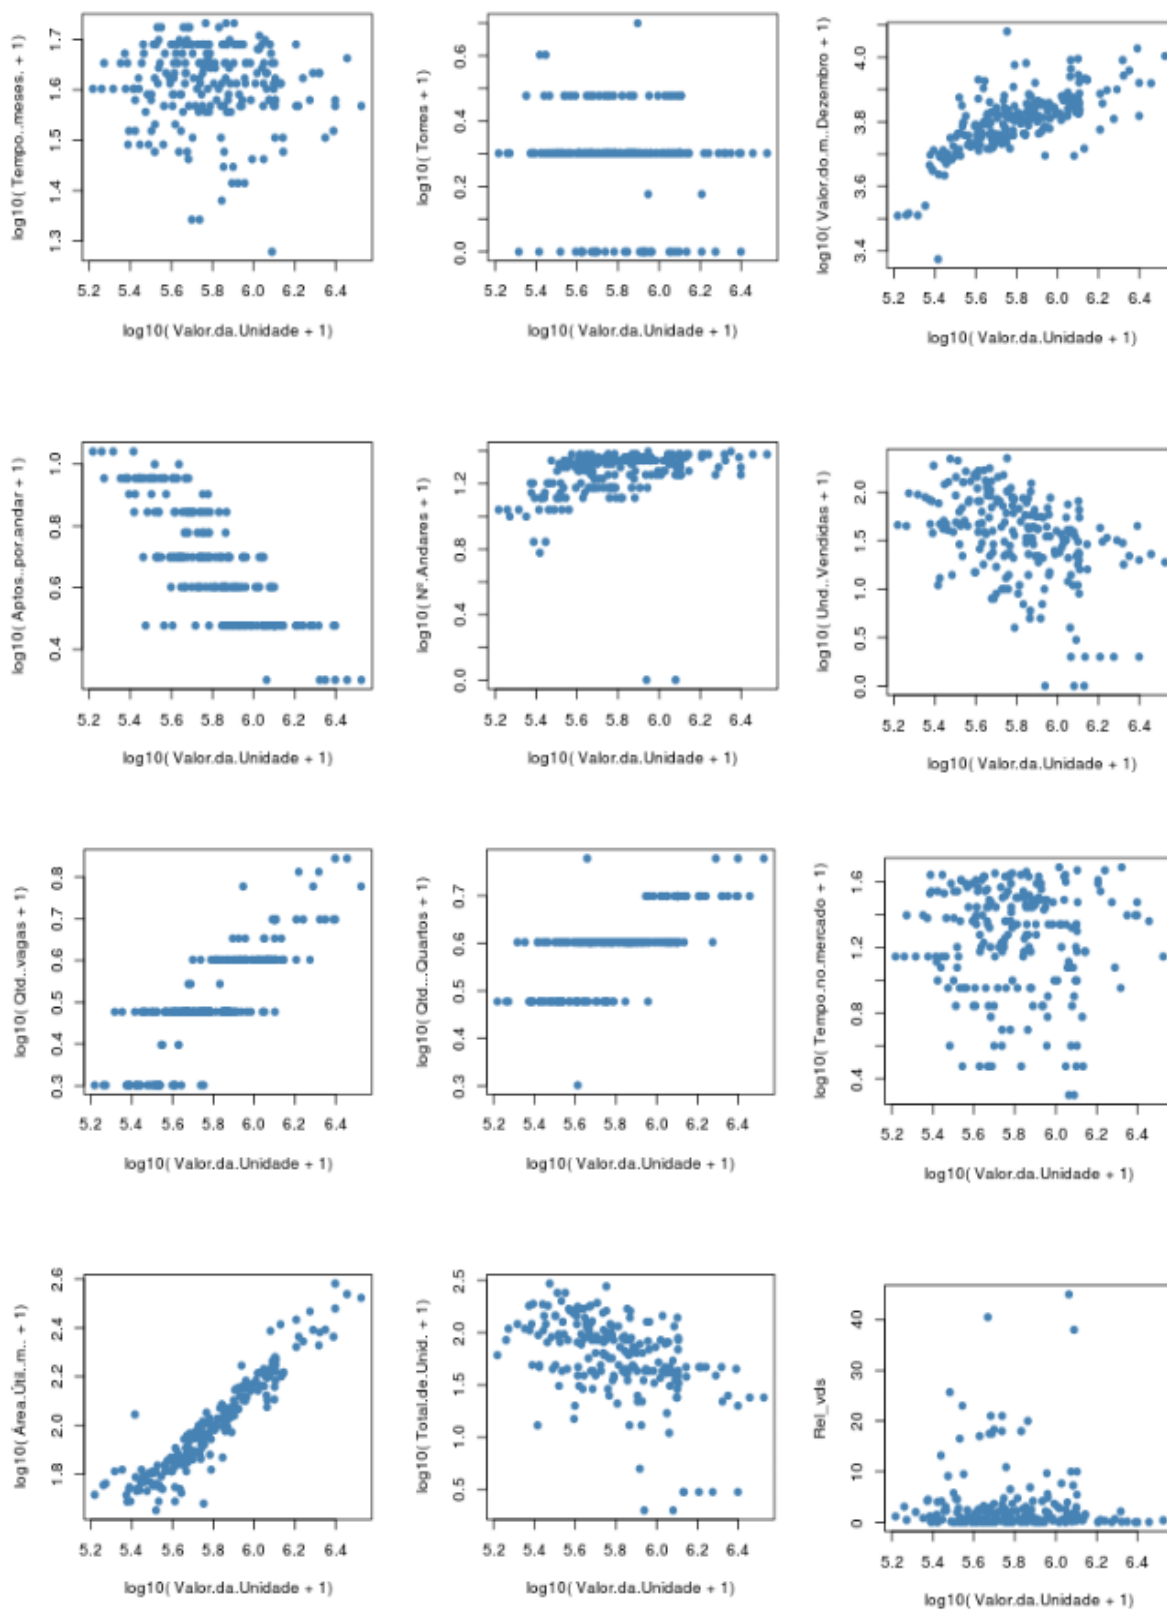 log10( Tempo..meses. + 1)
1.3 1.4 1.5 1.6 1.7
5.2 5.4 5.6 5.8 6.0 6.2 6.4
log10( Valor.da.Unidade + 1)
log10( Torres + 1)
0.0 0.2 0.4 0.6
5.2 5.4 5.6 5.8 6.0 6.2 6.4
log10( Valor.da.Unidade + 1)
log10( Valor.do.m..Dezembro + 1)
3.4 3.6 3.8 4.0
5.2 5.4 5.6 5.8 6.0 6.2 6.4
log10( Valor.da.Unidade + 1)
log10( Aptos..por.andar + 1)
0.4 0.6 0.8 1.0
5.2 5.4 5.6 5.8 6.0 6.2 6.4
log10( Valor.da.Unidade + 1)
log10( Nº.Andares + 1)
0.0 0.4 0.8 1.2
5.2 5.4 5.6 5.8 6.0 6.2 6.4
log10( Valor.da.Unidade + 1)
log10( Und..Vendidas + 1)
0.0 0.5 1.0 1.5 2.0
5.2 5.4 5.6 5.8 6.0 6.2 6.4
log10( Valor.da.Unidade + 1)
log10( Qtd..vagas + 1)
0.3 0.4 0.5 0.6 0.7 0.8
5.2 5.4 5.6 5.8 6.0 6.2 6.4
log10( Valor.da.Unidade + 1)
log10( Qtd...Quartos + 1)
0.3 0.4 0.5 0.6 0.7
5.2 5.4 5.6 5.8 6.0 6.2 6.4
log10( Valor.da.Unidade + 1)
log10( Tempo.no.mercado + 1)
0.4 0.8 1.2 1.6
5.2 5.4 5.6 5.8 6.0 6.2 6.4
log10( Valor.da.Unidade + 1)
log10( Área.Útil..m.. + 1)
1.8 2.0 2.2 2.4 2.6
5.2 5.4 5.6 5.8 6.0 6.2 6.4
log10( Valor.da.Unidade + 1)
log10( Total.de.Unid. + 1)
0.5 1.0 1.5 2.0 2.5
5.2 5.4 5.6 5.8 6.0 6.2 6.4
log10( Valor.da.Unidade + 1)
Rel_vds
0 10 20 30 40
5.2 5.4 5.6 5.8 6.0 6.2 6.4
log10( Valor.da.Unidade + 1)